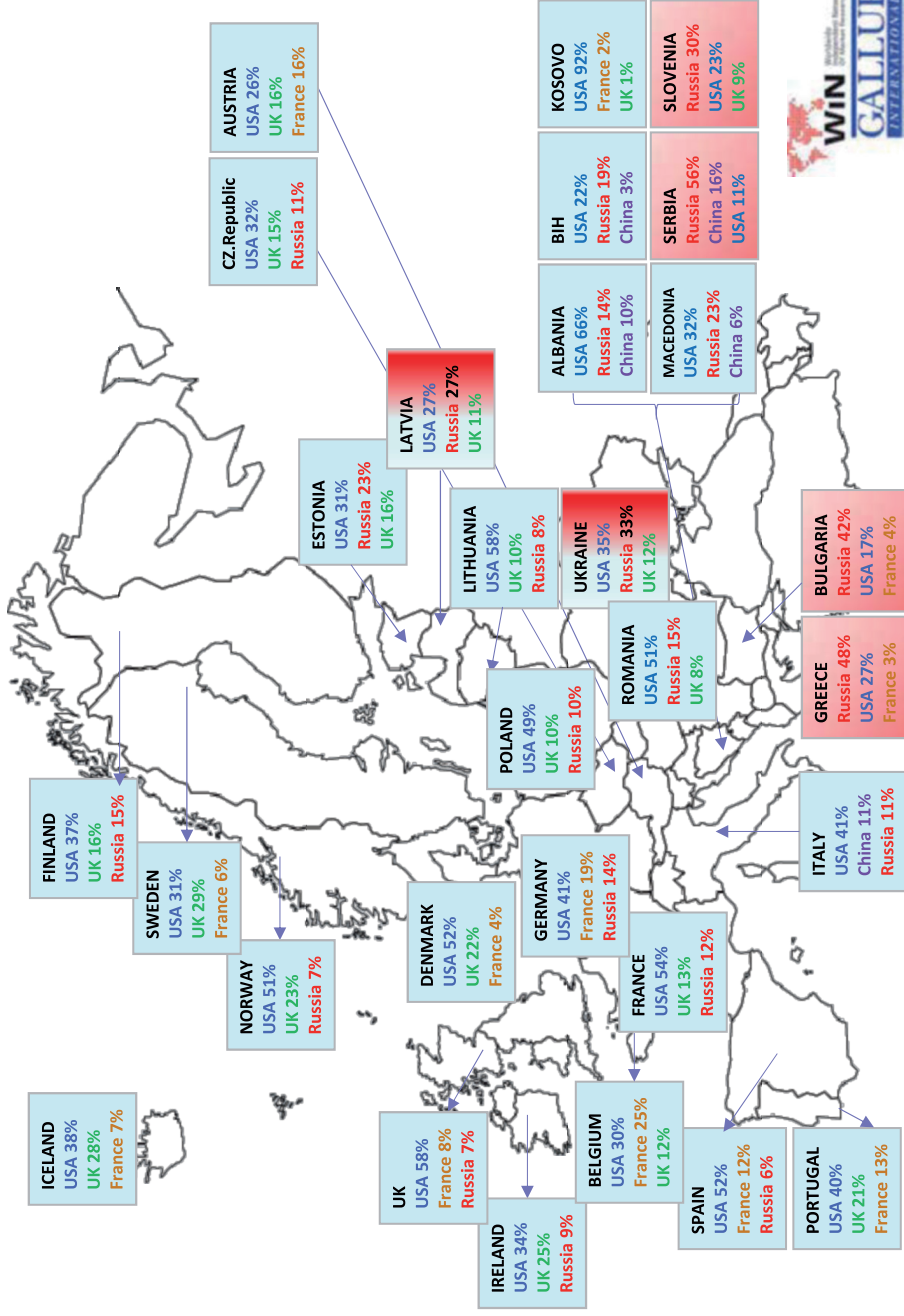 ICELAND
USA 38%
UK 28%
France 7%
FINLAND
USA 37%
UK 16%
Russia 15%
SWEDEN
USA 31%
UK 29%
France 6%
NORWAY
USA 51%
UK 23%
Russia 7%
CZ.Republic
USA 32%
UK 15%
Russia 11%
AUSTRIA
USA 26%
UK 16%
France 16%
ESTONIA
USA 31%
Russia 23%
UK 16%
LATVIA
USA 27%
Russia 27%
UK 11%
UK
USA 58%
France 8%
Russia 7%
DENMARK
USA 52%
UK 22%
France 4%
LITHUANIA
USA 58%
UK 10%
Russia 8%
IRELAND
USA 34%
UK 25%
Russia 9%
POLAND
USA 49%
UK 10%
Russia 10%
GERMANY
USA 41%
France 19%
Russia 14%
UKRAINE
USA 35%
Russia 33%
UK 12%
ALBANIA
USA 66%
Russia 14%
China 10%
BIH
USA 22%
Russia 19%
China 3%
KOSOVO
USA 92%
France 2%
UK 1%
BELGIUM
USA 30%
France 25%
UK 12%
FRANCE
USA 54%
UK 13%
Russia 12%
ROMANIA
USA 51%
Russia 15%
UK 8%
MACEDONIA
USA 32%
Russia 23%
China 6%
SERBIA
Russia 56%
China 16%
USA 11%
SLOVENIA
Russia 30%
USA 23%
UK 9%
SPAIN
USA 52%
France 12%
Russia 6%
PORTUGAL
USA 40%
UK 21%
France 13%
ITALY
USA 41%
China 11%
Russia 11%
GREECE
Russia 48%
USA 27%
France 3%
BULGARIA
Russia 42%
USA 17%
France 4%
WIN
Worldwide
Independent
Of Market
INTERNATIONAL